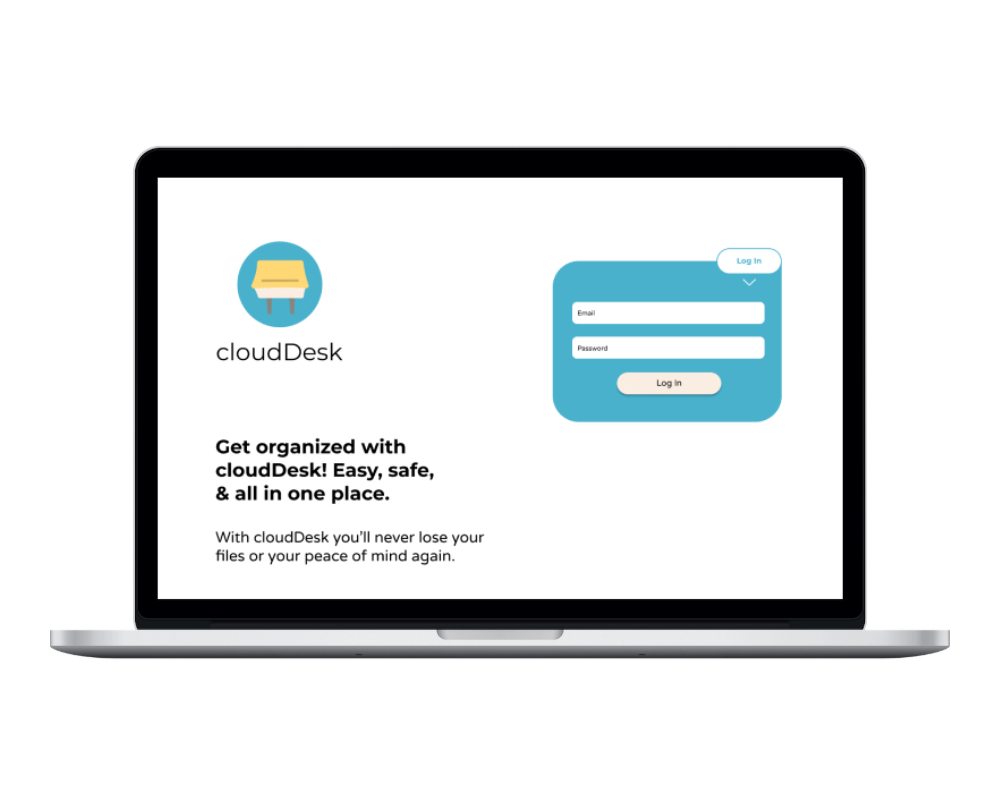 cloudDesk
Get organized with
cloudDesk! Easy, safe,
& all in one place.
With cloudDesk you’ll never lose your
files or your peace of mind again.
Log In
Email
Password
Log In